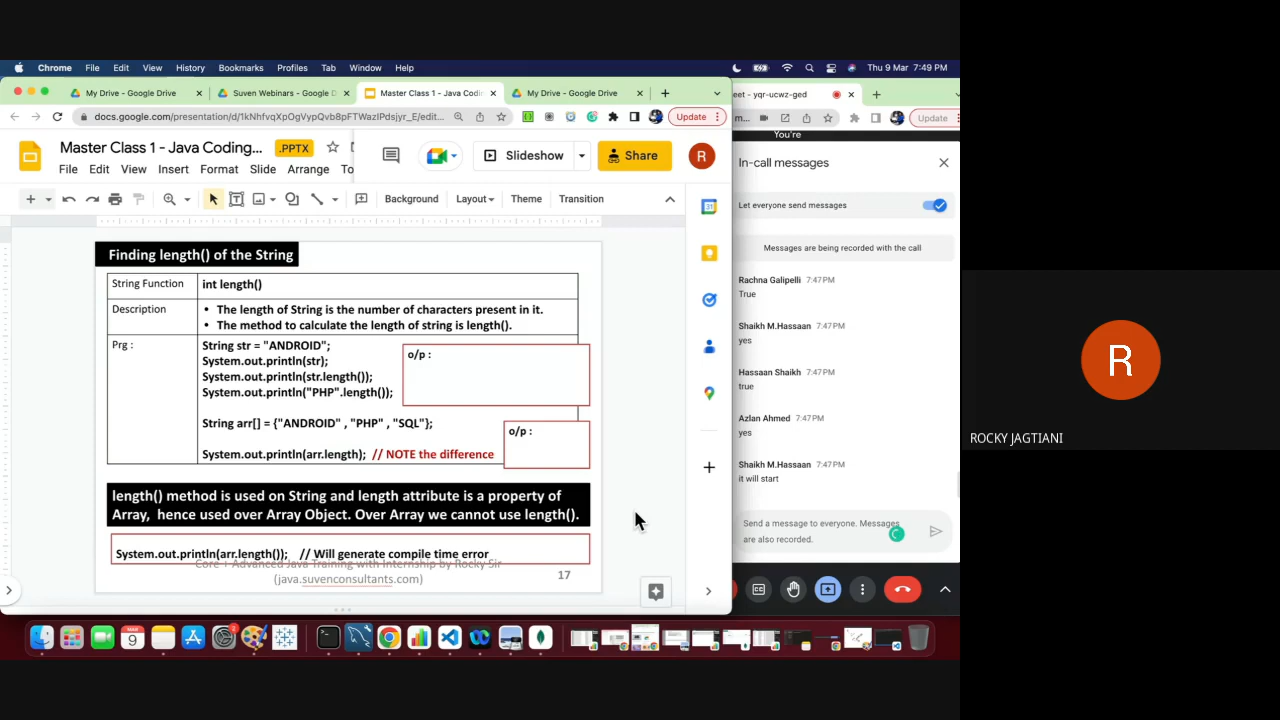 Chrome File Edit View History Bookmarks Profiles Tab Window Help Thu 9 Mar 7:49 PM
My Drive - Google Drive
Suven Webinars - Google D
Master Class 1 - Java Codin
My Drive - Google Drive
eet - yqr-ucwz-ged
docs.google.com/presentation/d/1kNhfvqXpOgVypQvb8pFTWazIPdsjyr_E/edit...
Update
m...
Update
Master Class 1 - Java Coding...
.PPTX
Slideshow
Share
R
File Edit View Insert Format Slide Arrange To
Background Layout Theme Transition
Finding length() of the String
String Function int length()
Description • The length of String is the number of characters present in it.
• The method to calculate the length of string is length().
Prg : String str = "ANDROID";
System.out.println(str);
System.out.println(str.length());
System.out.println("PHP".length());
o/p :
String arr[] = {"ANDROID" , "PHP" , "SQL"};
System.out.println(arr.length); // NOTE the difference
o/p :
length() method is used on String and length attribute is a property of
Array, hence used over Array Object. Over Array we cannot use length().
System.out.println(arr.length()); // Will generate compile time error
Core + Advanced Java Training with Internship by Rocky Sir
(java.suvenconsultants.com)
17
You're
In-call messages
Let everyone send messages
Messages are being recorded with the call
Rachna Galipelli 7:47 PM
True
Shaikh M.Hassaan 7:47 PM
yes
Hassaan Shaikh 7:47 PM
true
Azlan Ahmed 7:47 PM
yes
Shaikh M.Hassaan 7:47 PM
it will start
Send a message to everyone. Messages
are also recorded.
R
ROCKY JAGTIANI